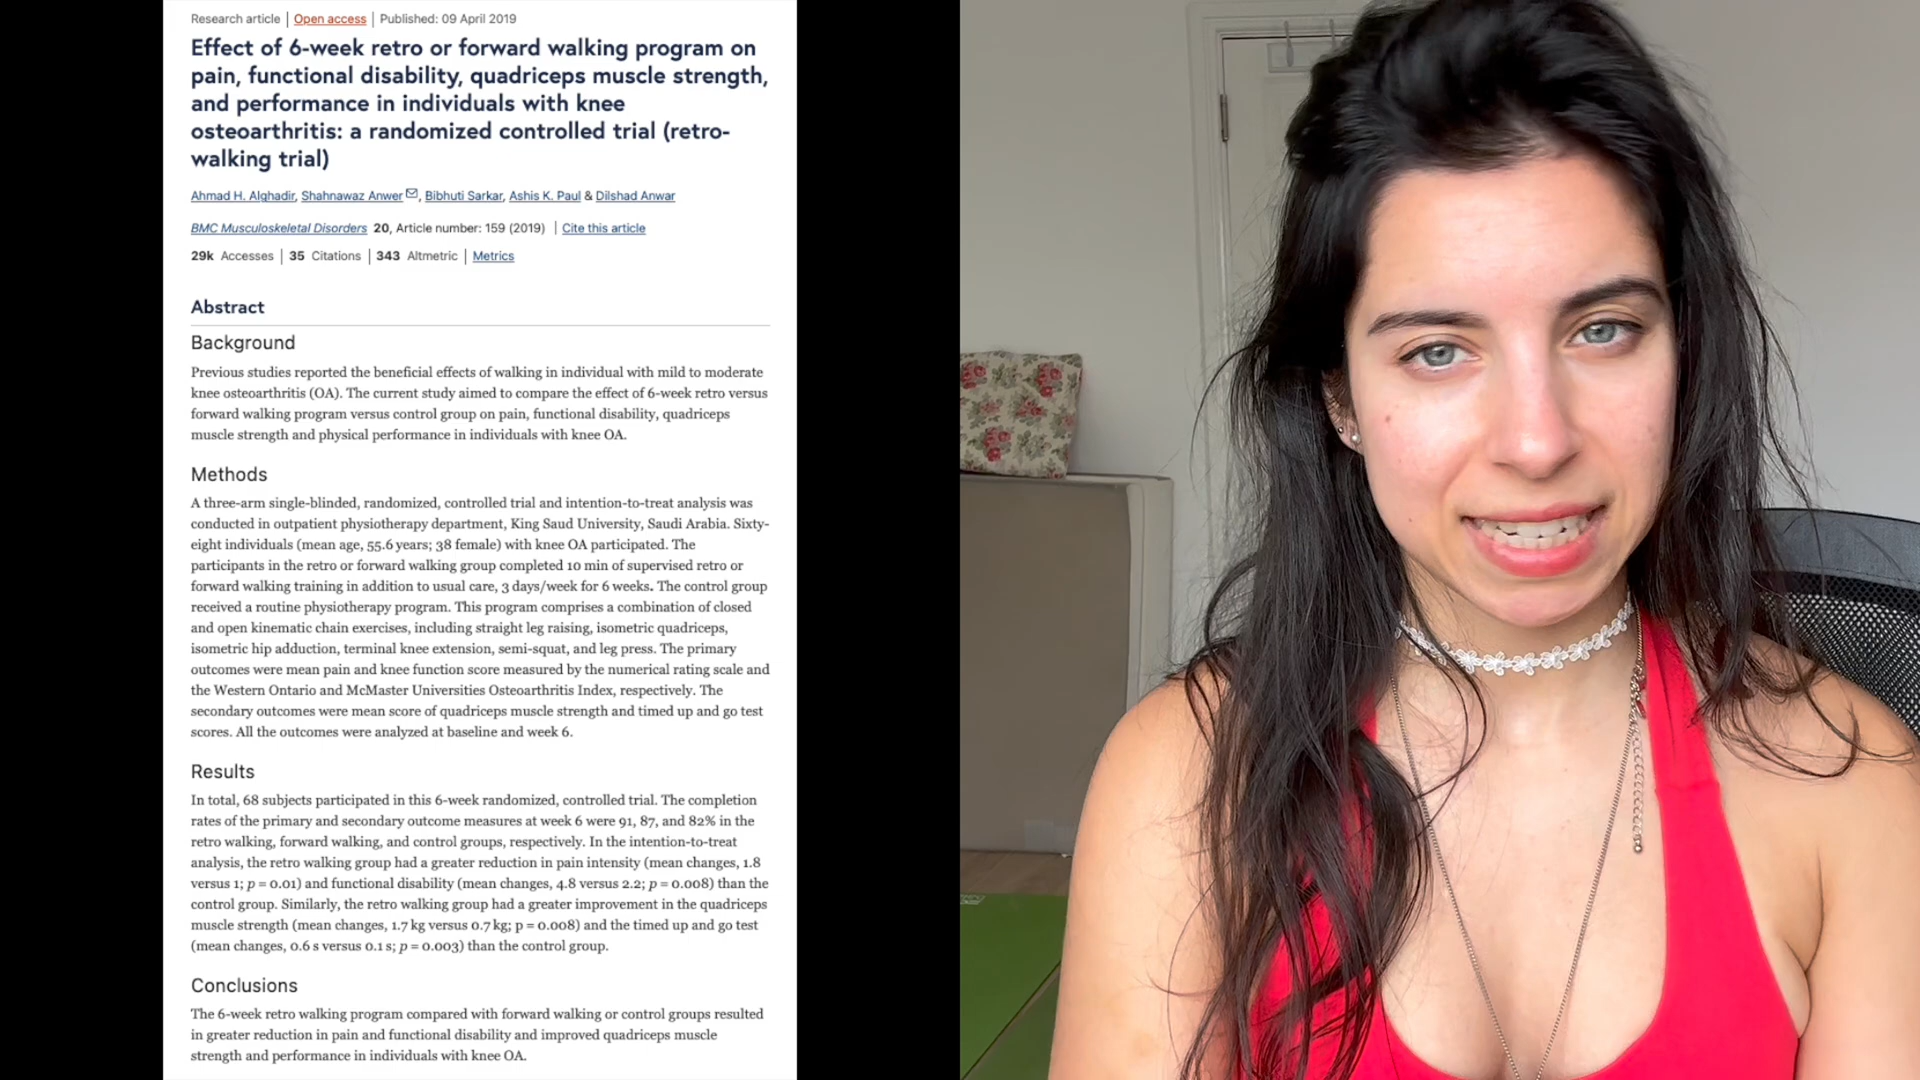 Research article | Open access | Published: 09 April 2019
Effect of 6-week retro or forward walking program on
pain, functional disability, quadriceps muscle strength,
and performance in individuals with knee
osteoarthritis: a randomized controlled trial (retro-
walking trial)
Ahmad H. Alghadir, Shahnawaz Anwer, Bibhuti Sarkar, Ashis K. Paul & Dilshad Anwar
BMC Musculoskeletal Disorders 20, Article number: 159 (2019) | Cite this article
29k Accesses | 35 Citations | 343 Altmetric | Metrics
Abstract
Background
Previous studies reported the beneficial effects of walking in individual with mild to moderate
knee osteoarthritis (OA). The current study aimed to compare the effect of 6-week retro versus
forward walking program versus control group on pain, functional disability, quadriceps
muscle strength and physical performance in individuals with knee OA.
Methods
A three-arm single-blinded, randomized, controlled trial and intention-to-treat analysis was
conducted in outpatient physiotherapy department, King Saud University, Saudi Arabia. Sixty-
eight individuals (mean age, 55.6 years; 38 female) with knee OA participated. The
participants in the retro or forward walking group completed 10 min of supervised retro or
forward walking training in addition to usual care, 3 days/week for 6 weeks. The control group
received a routine physiotherapy program. This program comprises a combination of closed
and open kinematic chain exercises, including straight leg raising, isometric quadriceps,
isometric hip adduction, terminal knee extension, semi-squat, and leg press. The primary
outcomes were mean pain and knee function score measured by the numerical rating scale and
the Western Ontario and McMaster Universities Osteoarthritis Index, respectively. The
secondary outcomes were mean score of quadriceps muscle strength and timed up and go test
scores. All the outcomes were analyzed at baseline and week 6.
Results
In total, 68 subjects participated in this 6-week randomized, controlled trial. The completion
rates of the primary and secondary outcome measures at week 6 were 91, 87, and 82% in the
retro walking, forward walking, and control groups, respectively. In the intention-to-treat
analysis, the retro walking group had a greater reduction in pain intensity (mean changes, 1.8
versus 1; p = 0.01) and functional disability (mean changes, 4.8 versus 2.2; p = 0.008) than the
control group. Similarly, the retro walking group had a greater improvement in the quadriceps
muscle strength (mean changes, 1.7 kg versus 0.7 kg; p = 0.008) and the timed up and go test
(mean changes, 0.6 s versus 0.1 s; p = 0.003) than the control group.
Conclusions
The 6-week retro walking program compared with forward walking or control groups resulted
in greater reduction in pain and functional disability and improved quadriceps muscle
strength and performance in individuals with knee OA.